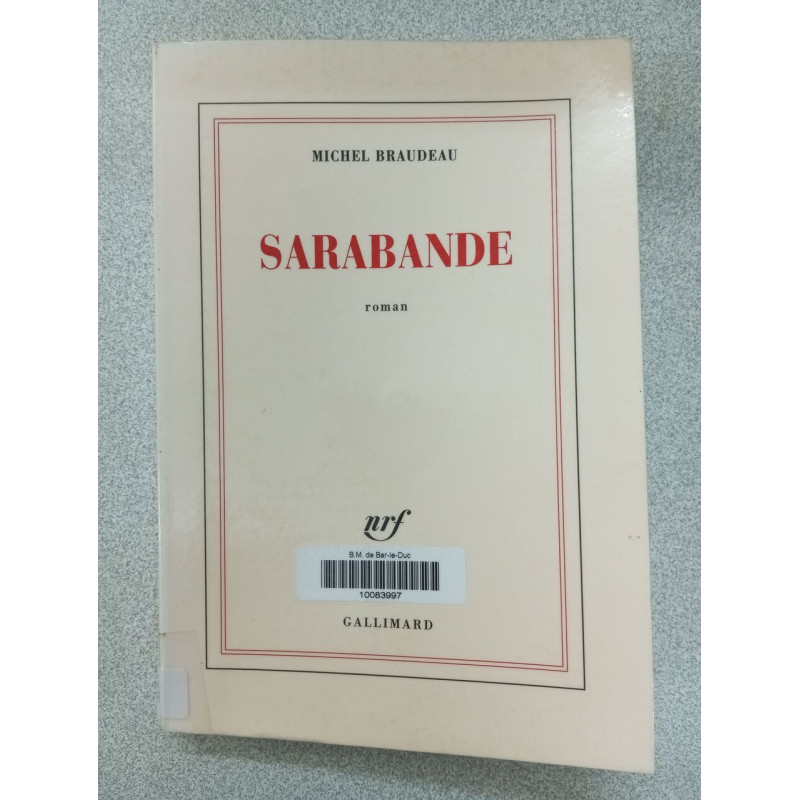 MICHEL BRAUDEAU
SARABANDE
roman
nrf
B.M. de Bar-le-Duc
10083997
GALLIMARD